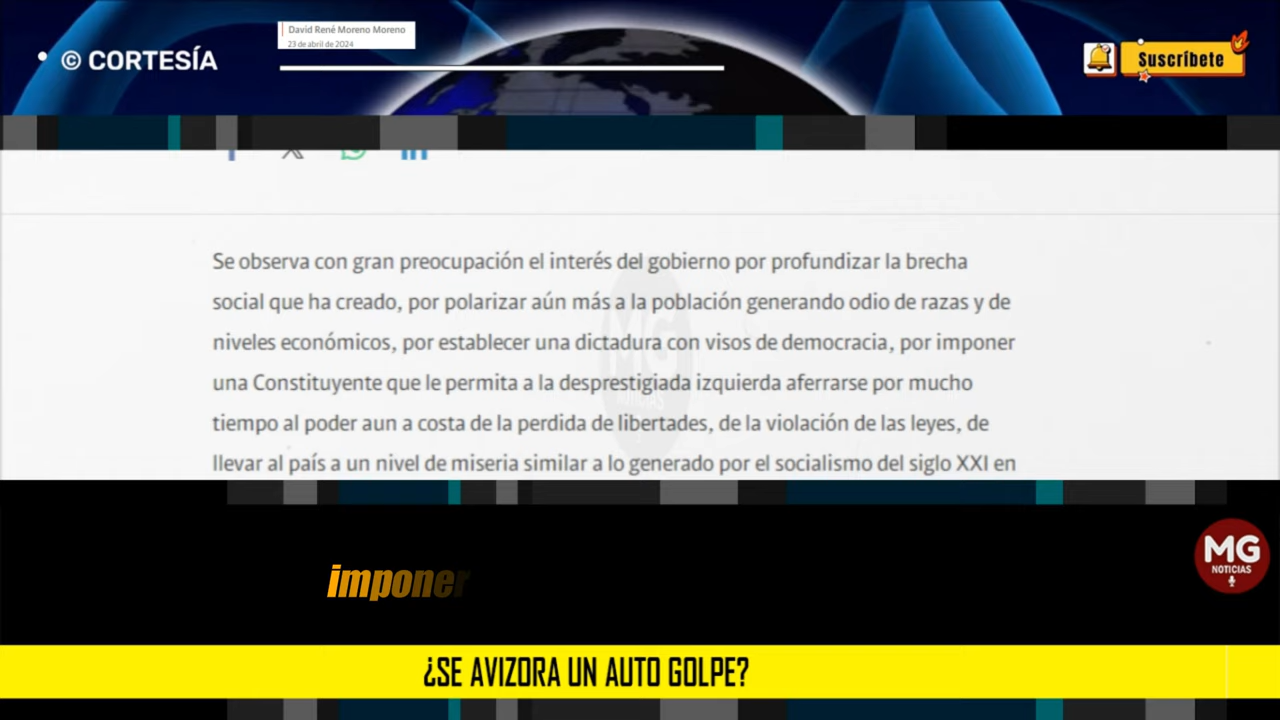 David René Moreno Moreno
23 de abril de 2024
© CORTESÍA
Suscríbete
Se observa con gran preocupación el interés del gobierno por profundizar la brecha
social que ha creado, por polarizar aún más a la población generando odio de razas y de
niveles económicos, por establecer una dictadura con visos de democracia, por imponer
una Constituyente que le permita a la desprestigiada izquierda aferrarse por mucho
tiempo al poder aun a costa de la perdida de libertades, de la violación de las leyes, de
llevar al país a un nivel de miseria similar a lo generado por el socialismo del siglo XXI en
MG
NOTICIAS
imponer
¿SE AVIZORA UN AUTO GOLPE?